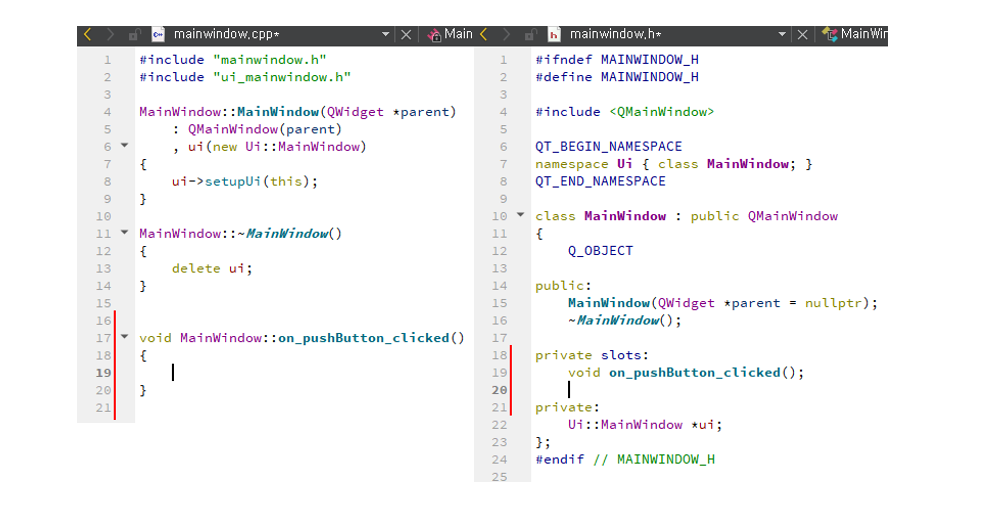 mainwindow.cpp*
Main
1 #include "mainwindow.h"
2 #include "ui_mainwindow.h"
3
4 MainWindow::MainWindow(QWidget *parent)
5     : QMainWindow(parent)
6     , ui(new Ui::MainWindow)
7 {
8     ui->setupUi(this);
9 }
10
11 MainWindow::~MainWindow()
12 {
13     delete ui;
14 }
15
16
17 void MainWindow::on_pushButton_clicked()
18 {
19
20 }
21
mainwindow.h*
MainWin
1 #ifndef MAINWINDOW_H
2 #define MAINWINDOW_H
3
4 #include <QMainWindow>
5
6 QT_BEGIN_NAMESPACE
7 namespace Ui { class MainWindow; }
8 QT_END_NAMESPACE
9
10 class MainWindow : public QMainWindow
11 {
12     Q_OBJECT
13
14 public:
15     MainWindow(QWidget *parent = nullptr);
16     ~MainWindow();
17
18 private slots:
19     void on_pushButton_clicked();
20
21 private:
22     Ui::MainWindow *ui;
23 };
24 #endif // MAINWINDOW_H
25